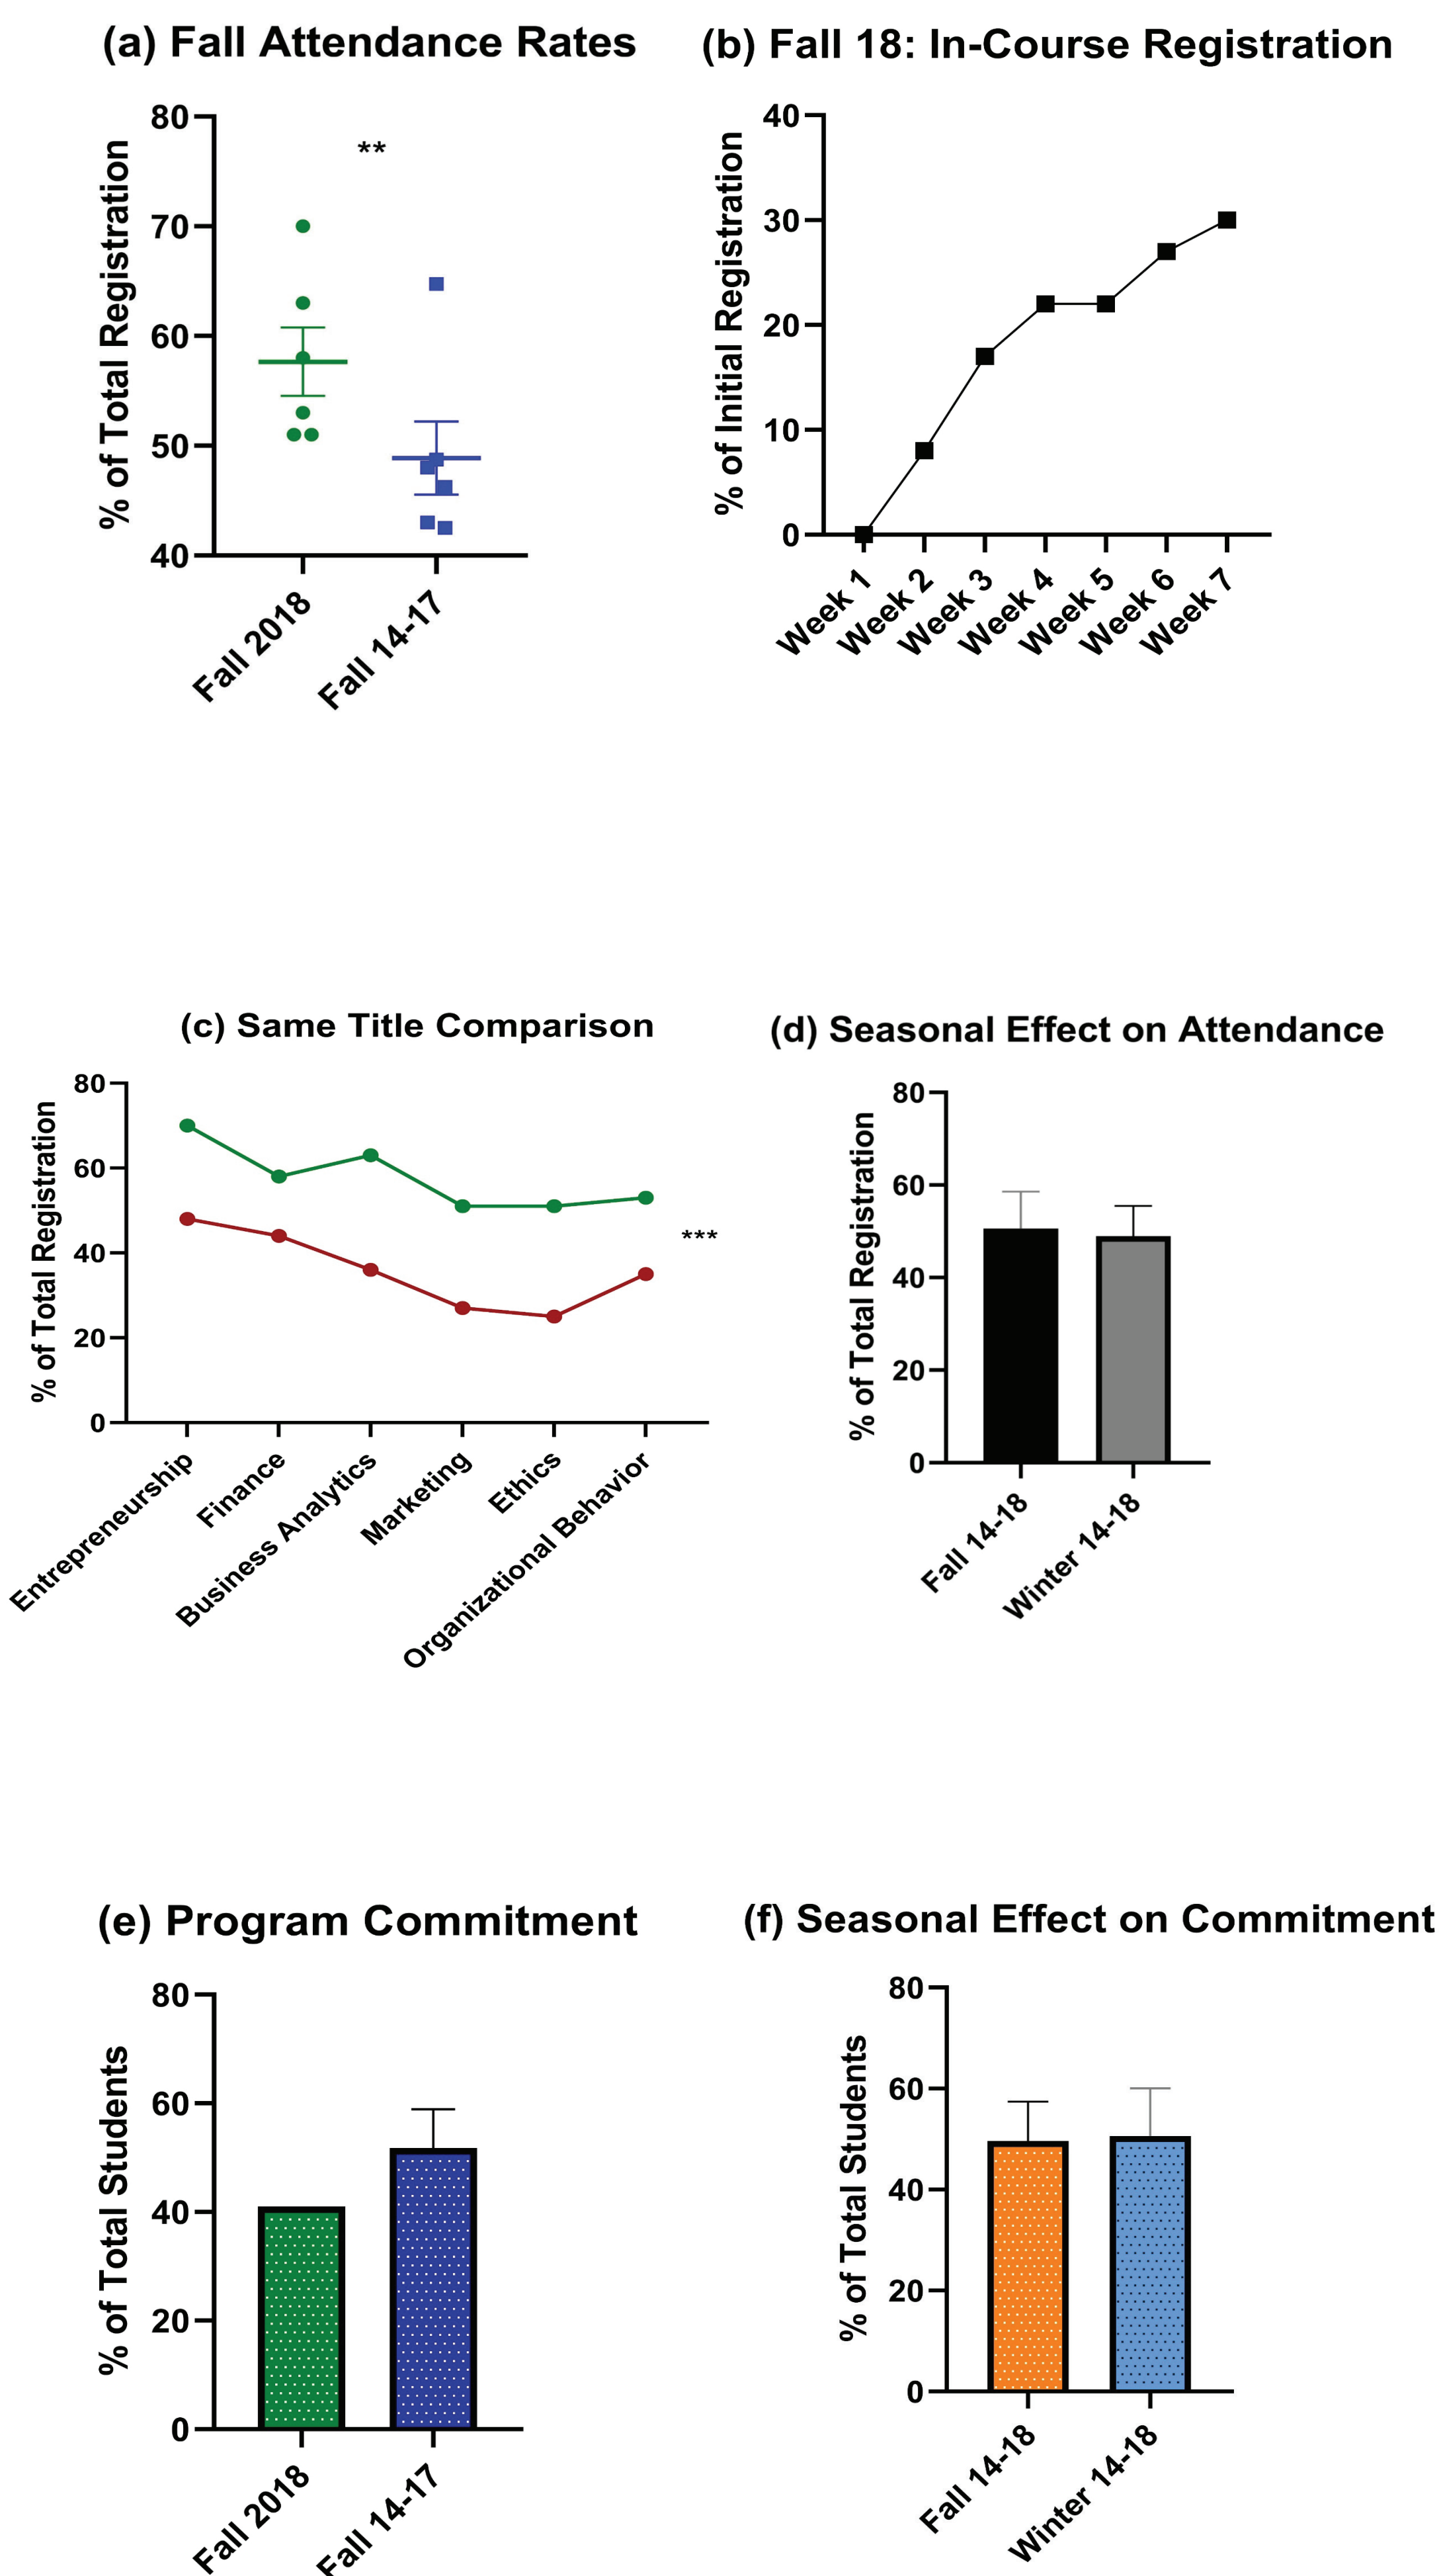 (a) Fall Attendance Rates
% of Total Registration
80
70
60
50
40
**
Fall 2018
Fall 14-17
(b) Fall 18: In-Course Registration
% of Initial Registration
40
30
20
10
0
Week 1
Week 2
Week 3
Week 4
Week 5
Week 6
Week 7
(c) Same Title Comparison
% of Total Registration
80
60
40
20
0
***
Entrepreneurship
Finance
Business Analytics
Marketing
Ethics
Organizational Behavior
(d) Seasonal Effect on Attendance
% of Total Registration
80
60
40
20
0
Fall 14-18
Winter 14-18
(e) Program Commitment
% of Total Students
80
60
40
20
0
Fall 2018
Fall 14-17
(f) Seasonal Effect on Commitment
% of Total Students
80
60
40
20
0
Fall 14-18
Winter 14-18